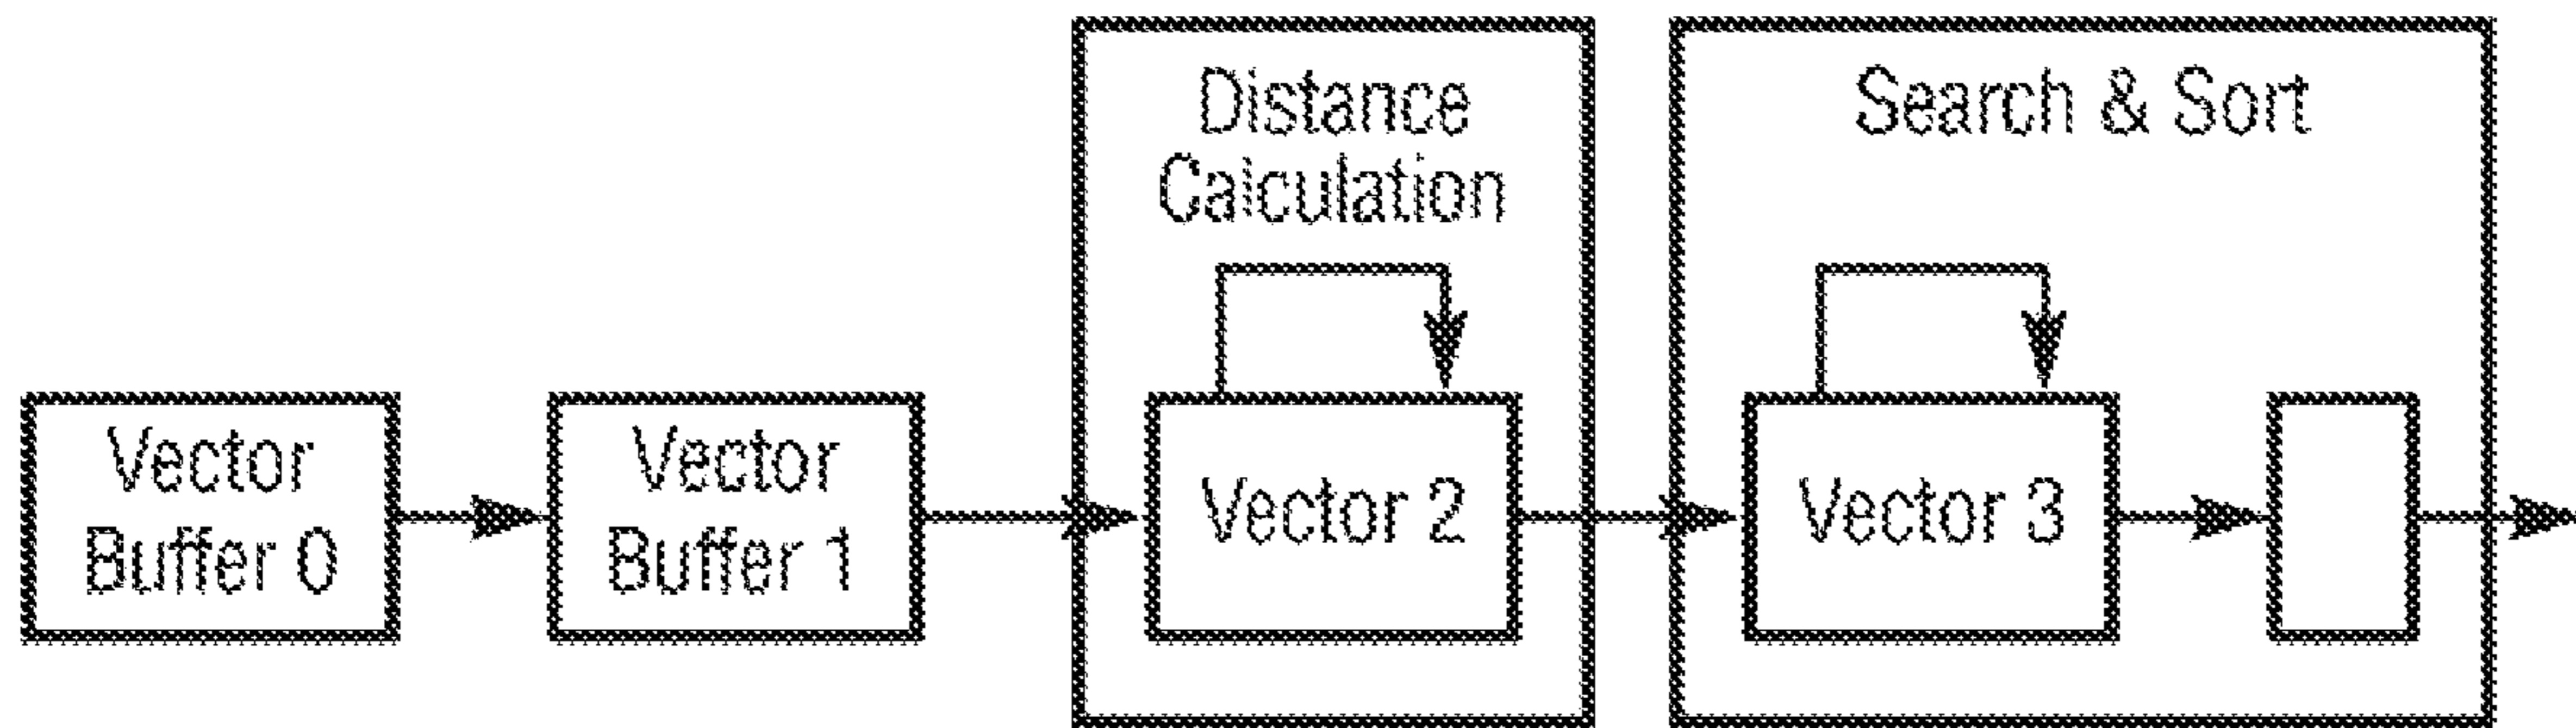 Distance
Calculation
Search & Sort
Vector
Buffer 0
Vector
Buffer 1
Vector 2
Vector 3